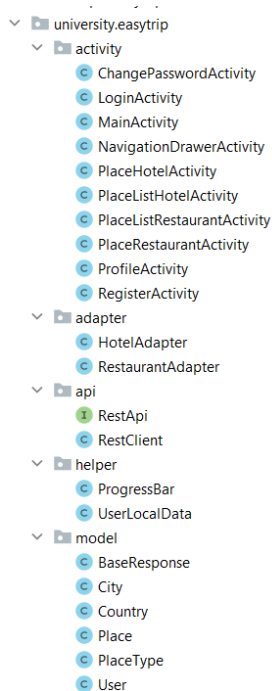 university.easytrip
activity
C ChangePasswordActivity
C LoginActivity
C MainActivity
C NavigationDrawerActivity
C PlaceHotelActivity
C PlaceListHotelActivity
C PlaceListRestaurantActivity
C PlaceRestaurantActivity
C ProfileActivity
C RegisterActivity
adapter
C HotelAdapter
C RestaurantAdapter
api
I RestApi
C RestClient
helper
C ProgressBar
C UserLocalData
model
C BaseResponse
C City
C Country
C Place
C PlaceType
C User